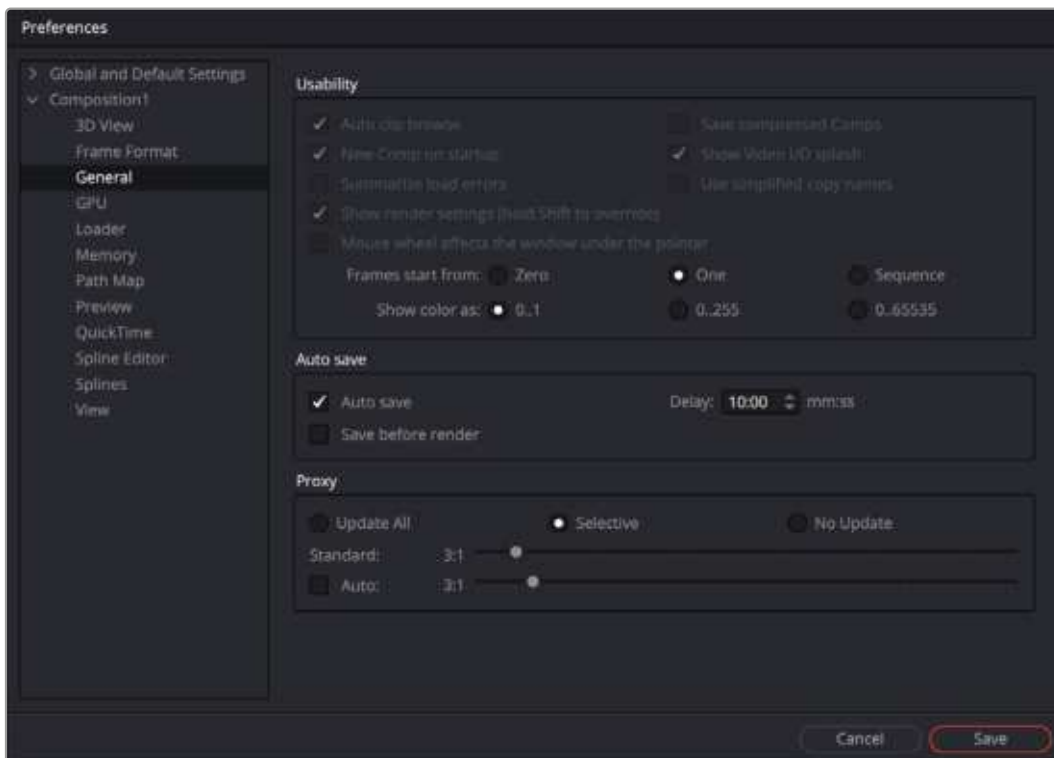 Preferences
Global and Default Settings
Composition1
3D View
Frame Format
General
GPU
Loader
Memory
Path Map
Preview
QuickTime
Spline Editor
Splines
View
Usability
Auto clip browse
Save compressed Comps
New Comp on startup
Show Video I/O splash
Summarize load errors
Use simplified copy names
Show render settings (hold Shift to override)
Mouse wheel affects the window under the pointer
Frames start from: Zero One Sequence
Show color as: 0..1 0..255 0..65535
Auto save
Auto save Delay: 10:00 mm:ss
Save before render
Proxy
Update All Selective No Update
Standard: 3:1
Auto: 3:1
Cancel Save